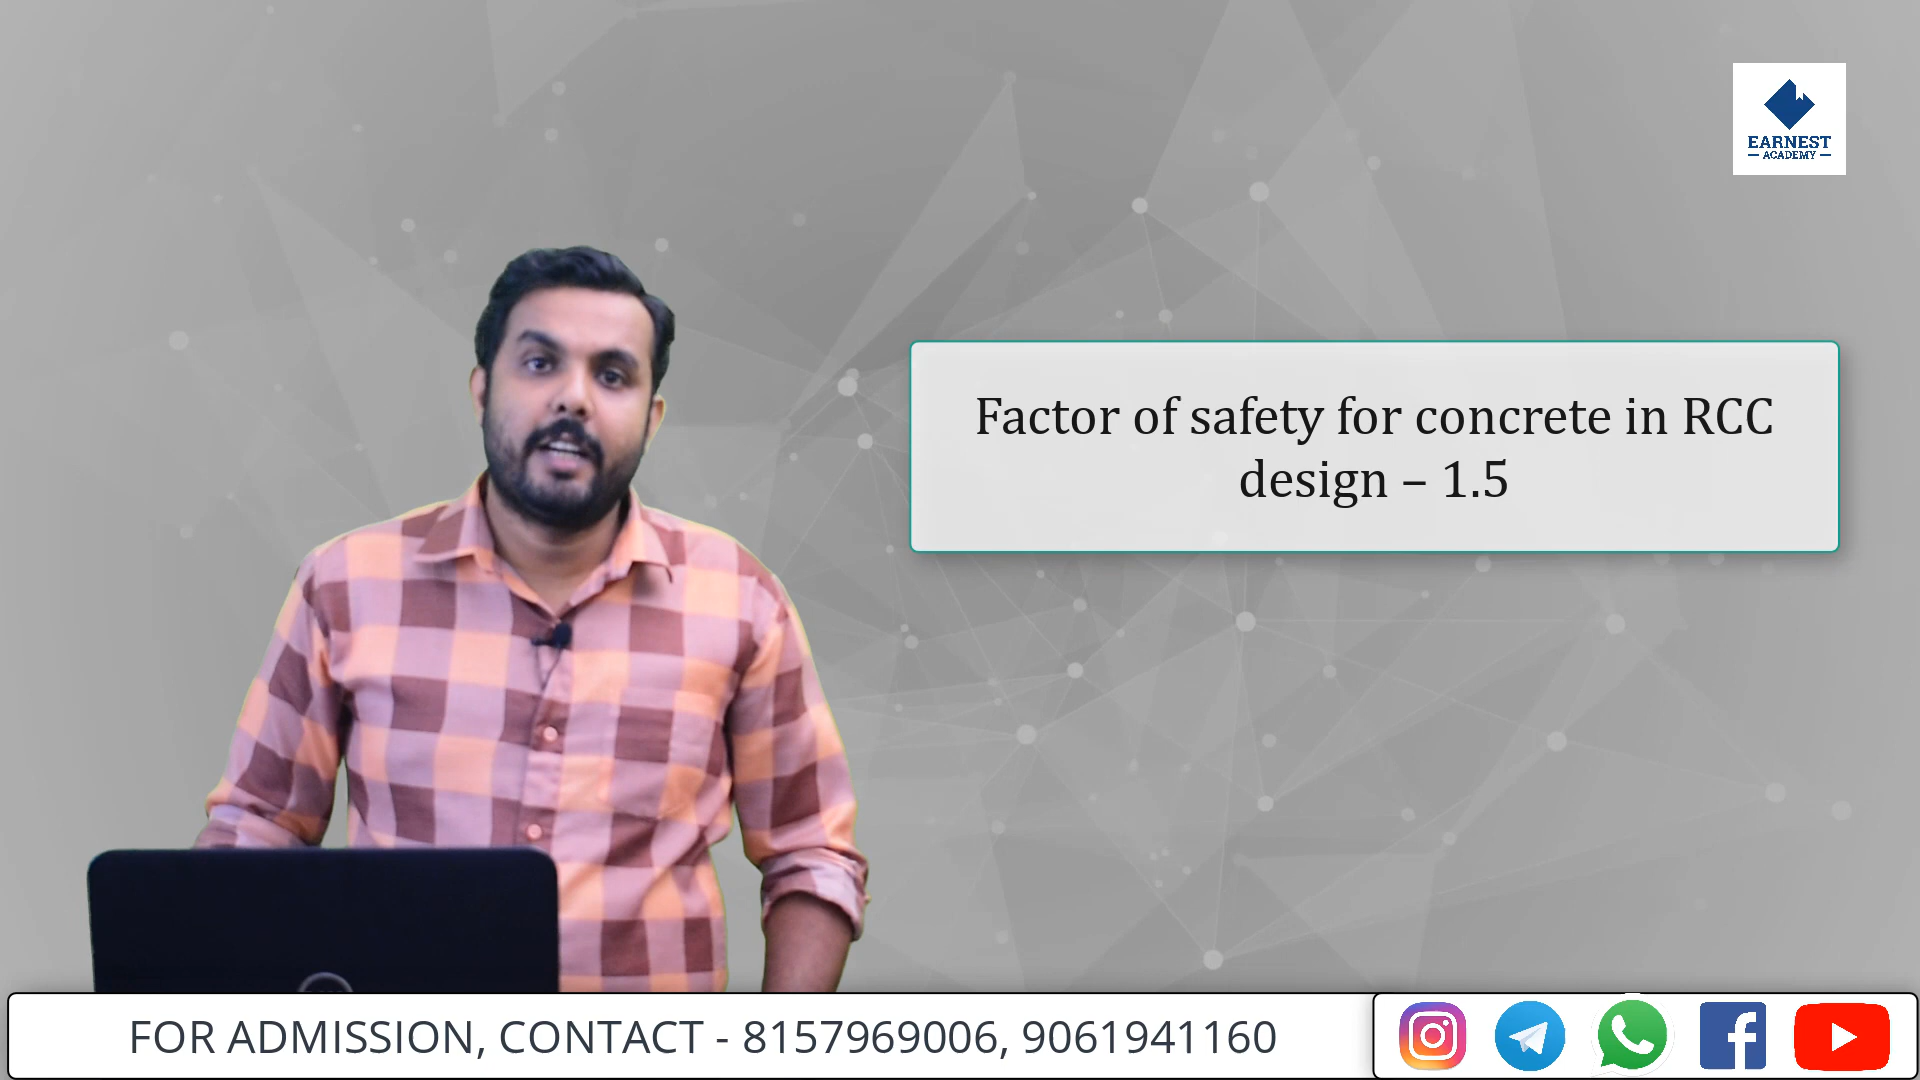 EARNEST
ACADEMY
Factor of safety for concrete in RCC
design – 1.5
FOR ADMISSION, CONTACT - 8157969006, 9061941160